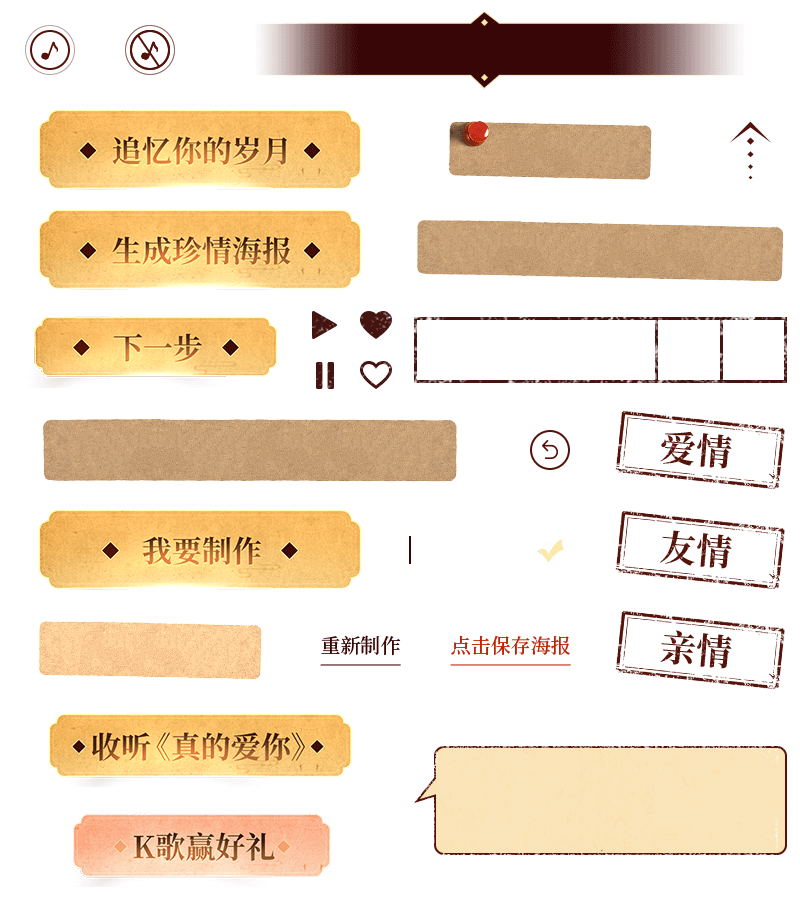 追忆你的岁月
生成珍情海报
下一步
爱情
我要制作
友情
重新制作
点击保存海报
亲情
收听《真的爱你》
K歌赢好礼